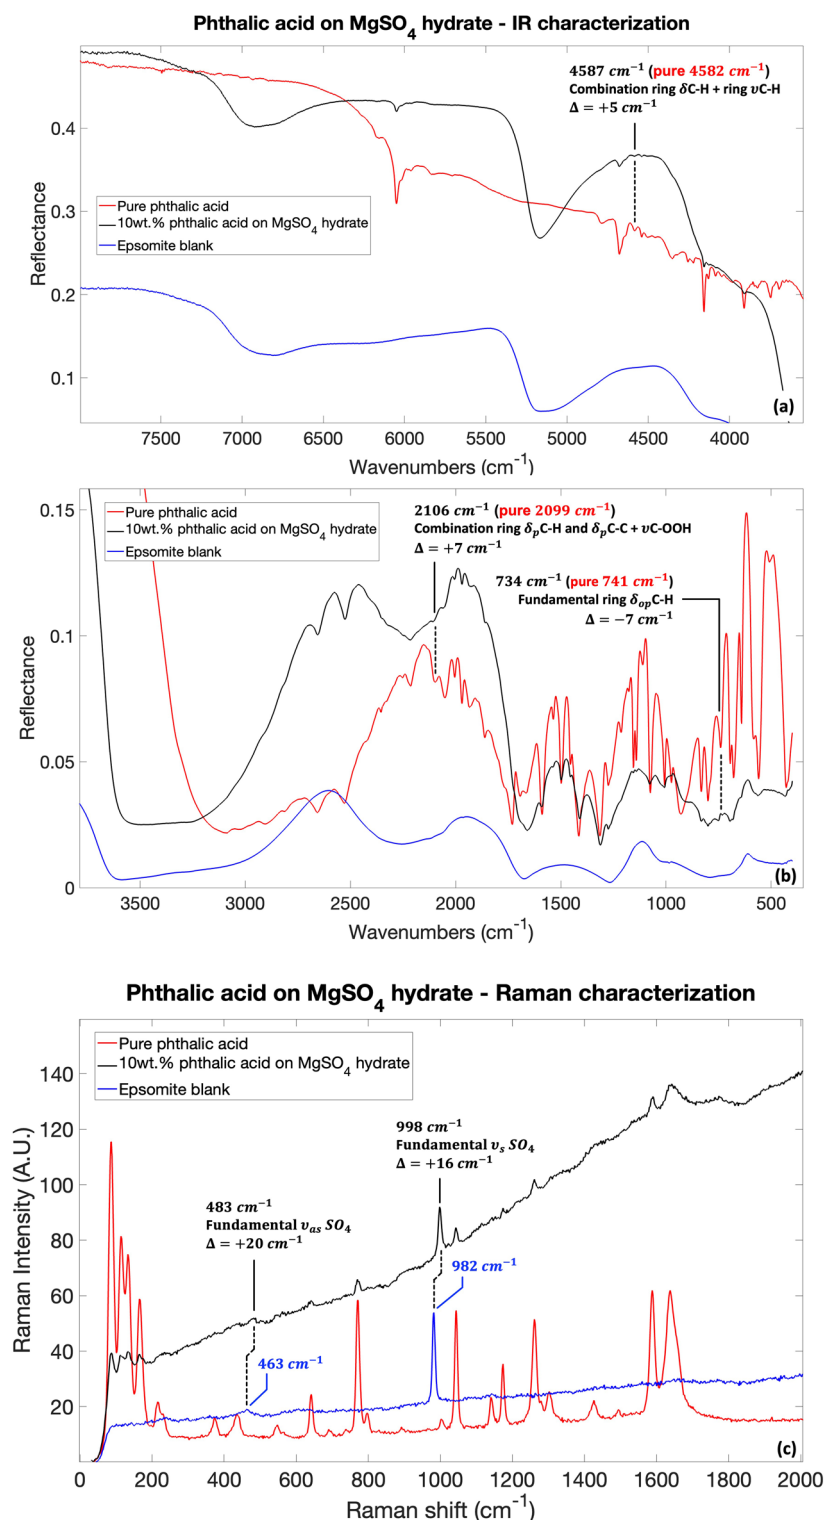 Phthalic acid on MgSO₄ hydrate - IR characterization
4587 cm⁻¹ (pure 4582 cm⁻¹)
Combination ring δC-H + ring υC-H
Δ = +5 cm⁻¹
Pure phthalic acid
10wt.% phthalic acid on MgSO₄ hydrate
Epsomite blank
0.4
0.3
0.2
0.1
Reflectance
(a)
7500 7000 6500 6000 5500 5000 4500 4000
Wavenumbers (cm⁻¹)
Pure phthalic acid
10wt.% phthalic acid on MgSO₄ hydrate
Epsomite blank
2106 cm⁻¹ (pure 2099 cm⁻¹)
Combination ring δₚC-H and δₚC-C + υC-OOH
Δ = +7 cm⁻¹
734 cm⁻¹ (pure 741 cm⁻¹)
Fundamental ring δₒₚC-H
Δ = −7 cm⁻¹
0.15
0.1
0.05
0
Reflectance
(b)
3500 3000 2500 2000 1500 1000 500
Wavenumbers (cm⁻¹)
Phthalic acid on MgSO₄ hydrate - Raman characterization
Pure phthalic acid
10wt.% phthalic acid on MgSO₄ hydrate
Epsomite blank
998 cm⁻¹
Fundamental υₛ SO₄
Δ = +16 cm⁻¹
483 cm⁻¹
Fundamental υₐₛ SO₄
Δ = +20 cm⁻¹
982 cm⁻¹
463 cm⁻¹
140
120
100
80
60
40
20
Raman Intensity (A.U.)
(c)
0 200 400 600 800 1000 1200 1400 1600 1800 2000
Raman shift (cm⁻¹)